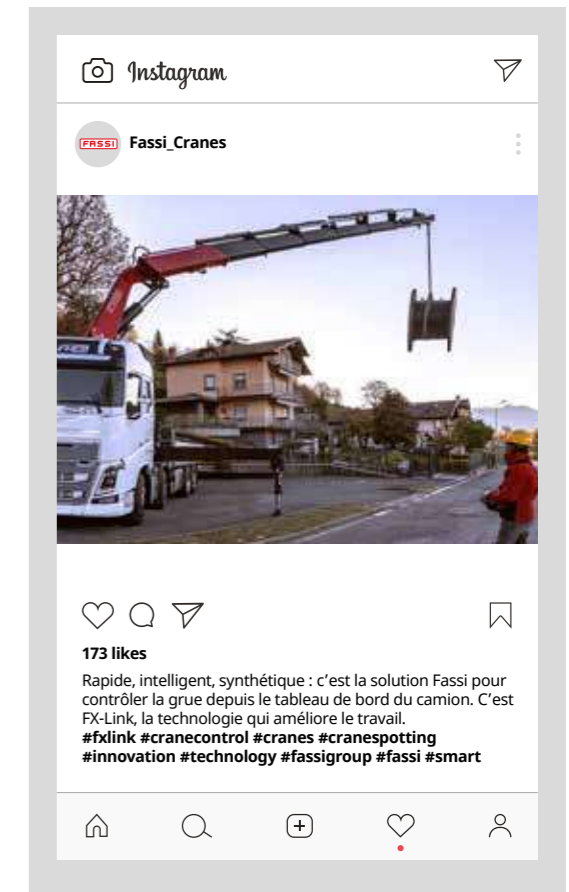 Instagram
FASSI
Fassi_Cranes
173 likes
Rapide, intelligent, synthétique : c’est la solution Fassi pour
contrôler la grue depuis le tableau de bord du camion. C’est
FX-Link, la technologie qui améliore le travail.
#fxlink #cranecontrol #cranes #cranespotting
#innovation #technology #fassigroup #fassi #smart